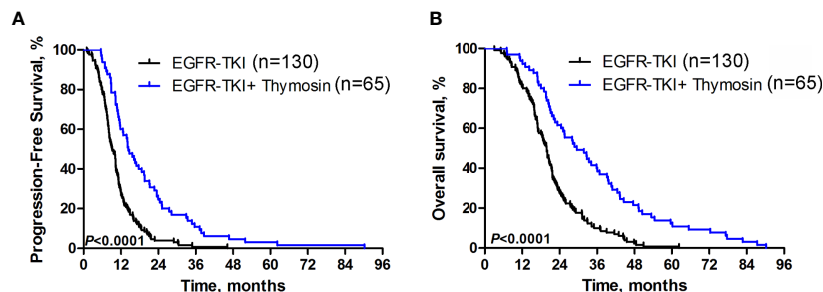 A
Progression-Free Survival, %
100
80
60
40
20
0
EGFR-TKI (n=130)
EGFR-TKI+ Thymosin (n=65)
P<0.0001
0 12 24 36 48 60 72 84 96
Time, months
B
Overall survival, %
100
80
60
40
20
0
EGFR-TKI (n=130)
EGFR-TKI+ Thymosin (n=65)
P<0.0001
0 12 24 36 48 60 72 84 96
Time, months